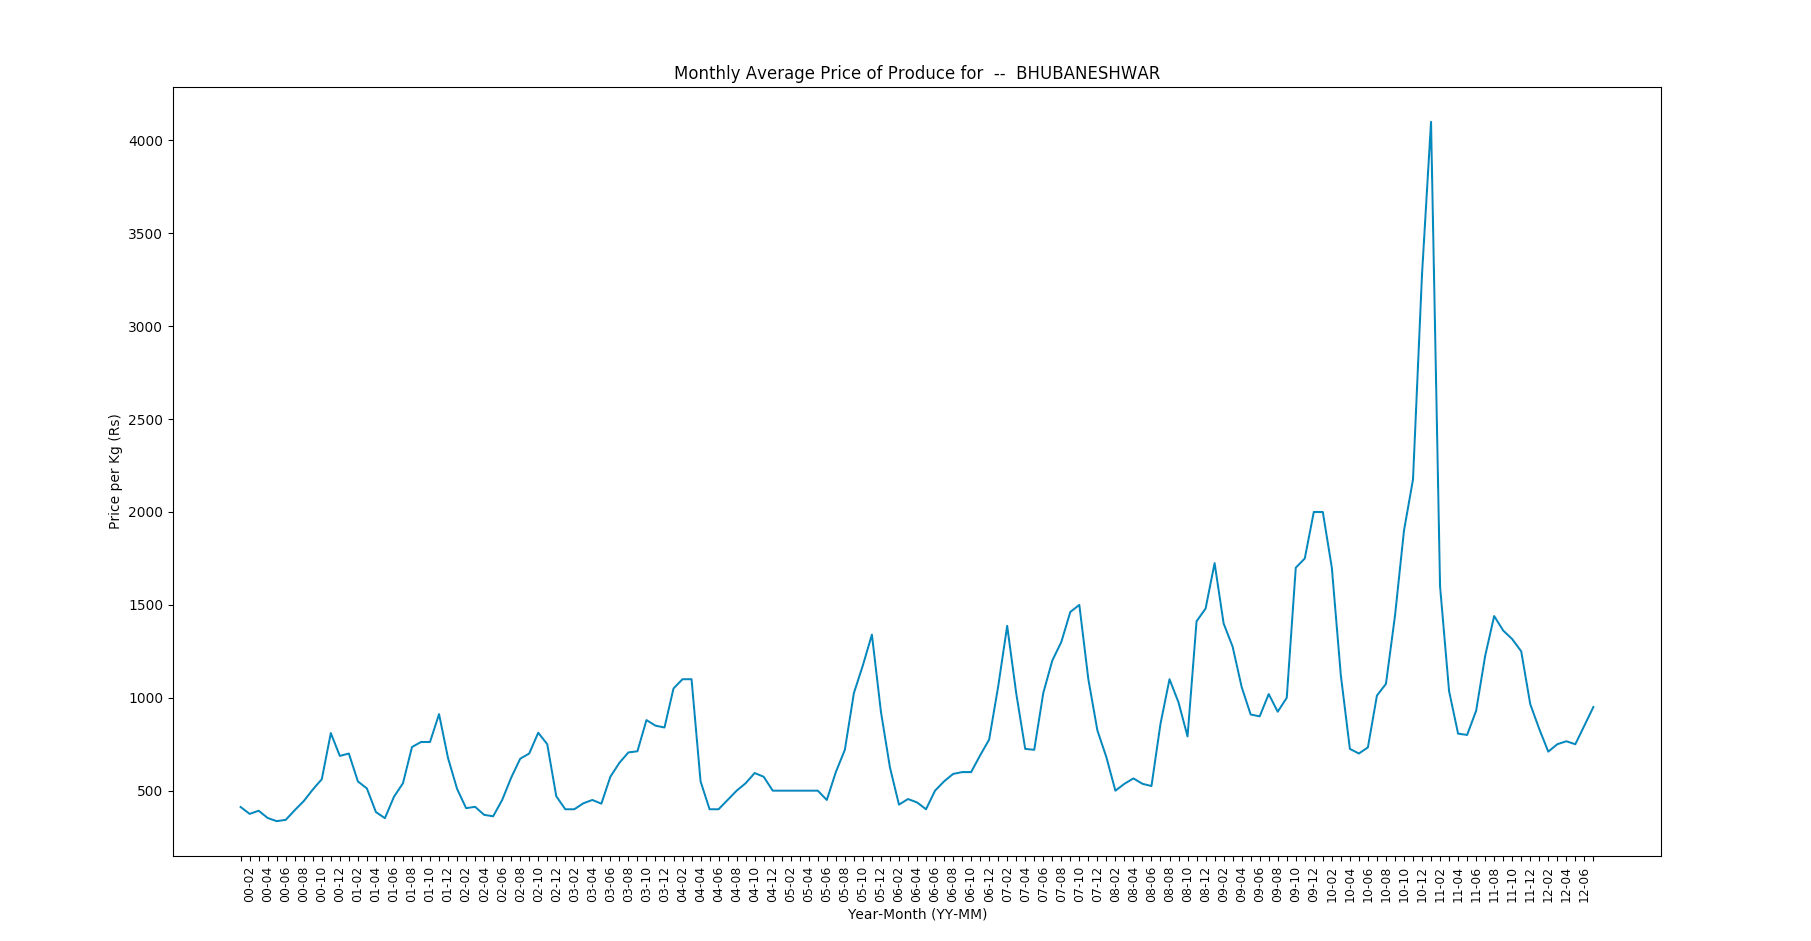 Monthly Average Price of Produce for  --  BHUBANESHWAR
4000
3500
3000
2500
2000
1500
1000
500
Price per Kg (Rs)
00-02 00-04 00-06 00-08 00-10 00-12 01-02 01-04 01-06 01-08 01-10 01-12 02-02 02-04 02-06 02-08 02-10 02-12 03-02 03-04 03-06 03-08 03-10 03-12 04-02 04-04 04-06 04-08 04-10 04-12 05-02 05-04 05-06 05-08 05-10 05-12 06-02 06-04 06-06 06-08 06-10 06-12 07-02 07-04 07-06 07-08 07-10 07-12 08-02 08-04 08-06 08-08 08-10 08-12 09-02 09-04 09-06 09-08 09-10 09-12 10-02 10-04 10-06 10-08 10-10 10-12 11-02 11-04 11-06 11-08 11-10 11-12 12-02 12-04 12-06
Year-Month (YY-MM)